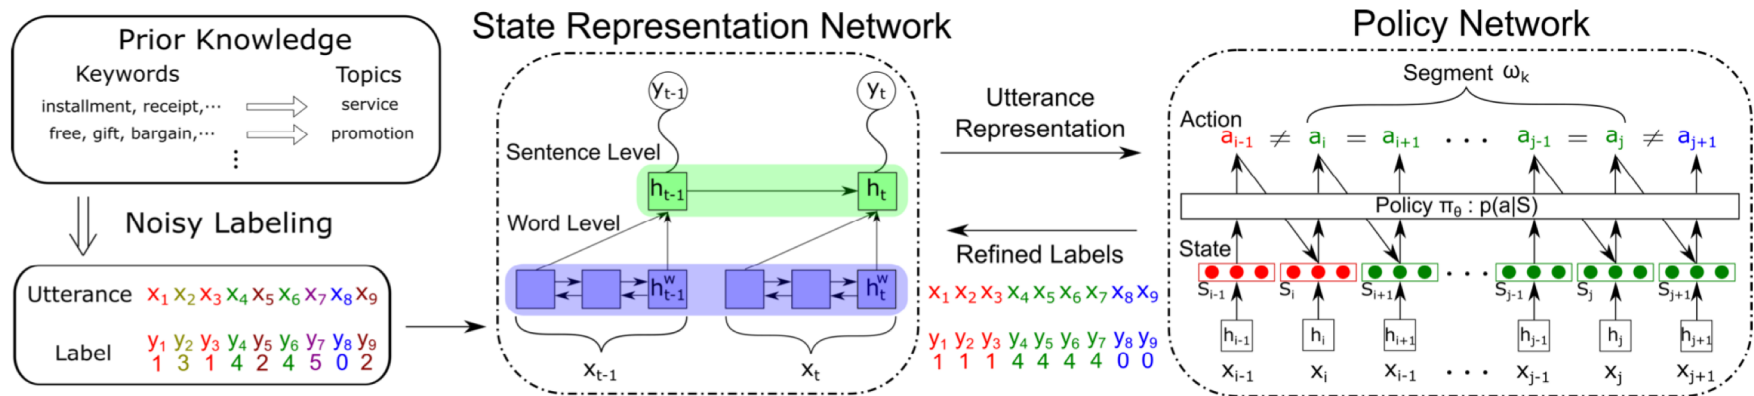 Prior Knowledge
Keywords Topics
installment, receipt,··· service
free, gift, bargain,··· promotion
⋮
Noisy Labeling
Utterance x1 x2 x3 x4 x5 x6 x7 x8 x9
Label y1 y2 y3 y4 y5 y6 y7 y8 y9
1 3 1 4 2 4 5 0 2
State Representation Network
yt-1 yt
Sentence Level
ht-1 ht
Word Level
h^w_t-1 h^w_t
xt-1 xt
Utterance
Representation
Refined Labels
x1 x2 x3 x4 x5 x6 x7 x8 x9
y1 y2 y3 y4 y5 y6 y7 y8 y9
1 1 1 4 4 4 4 0 0
Policy Network
Segment ωk
Action
ai-1 ≠ ai = ai+1 · · · aj-1 = aj ≠ aj+1
Policy πθ : p(a|S)
State
Si-1 Si Si+1 · · · Sj-1 Sj Sj+1
hi-1 hi hi+1 hj-1 hj hj+1
xi-1 xi xi-1 · · · xj-1 xj xj+1